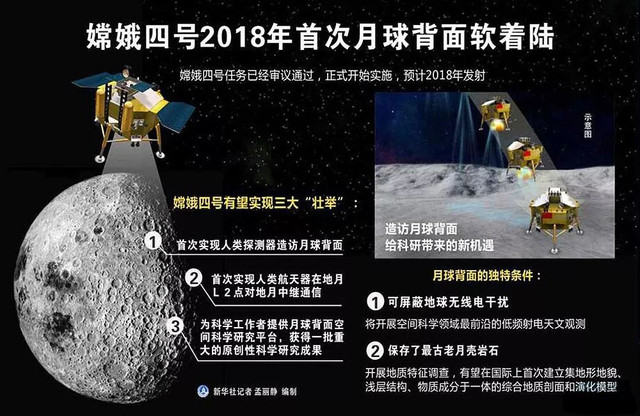 嫦娥四号2018年首次月球背面软着陆
嫦娥四号任务已经审议通过，正式开始实施，预计2018年发射
示意图
嫦娥四号有望实现三大“壮举”：
1 首次实现人类探测器造访月球背面
2 首次实现人类航天器在地月
L2点对地月中继通信
3 为科学工作者提供月球背面空
间科学研究平台，获得一批重
大的原创性科学研究成果
新华社记者 孟丽静 编制
造访月球背面
给科研带来的新机遇
月球背面的独特条件：
1 可屏蔽地球无线电干扰
将开展空间科学领域最前沿的低频射电天文观测
2 保存了最古老月壳岩石
开展地质特征调查，有望在国际上首次建立集地形地貌、
浅层结构、物质成分于一体的综合地质剖面和演化模型